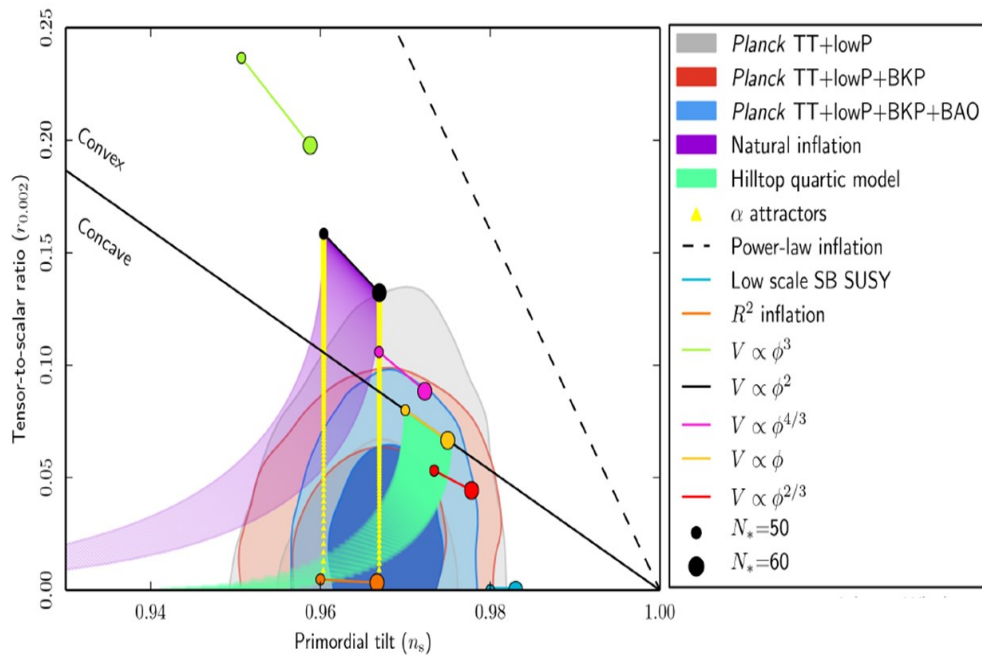 0.25
0.20
0.15
0.10
0.05
0.00
Tensor-to-scalar ratio (r₀.₀₀₂)
Convex
Concave
0.94
0.96
0.98
1.00
Primordial tilt (nₛ)
Planck TT+lowP
Planck TT+lowP+BKP
Planck TT+lowP+BKP+BAO
Natural inflation
Hilltop quartic model
α attractors
Power-law inflation
Low scale SB SUSY
R² inflation
V ∝ ϕ³
V ∝ ϕ²
V ∝ ϕ^{4/3}
V ∝ ϕ
V ∝ ϕ^{2/3}
N∗=50
N∗=60